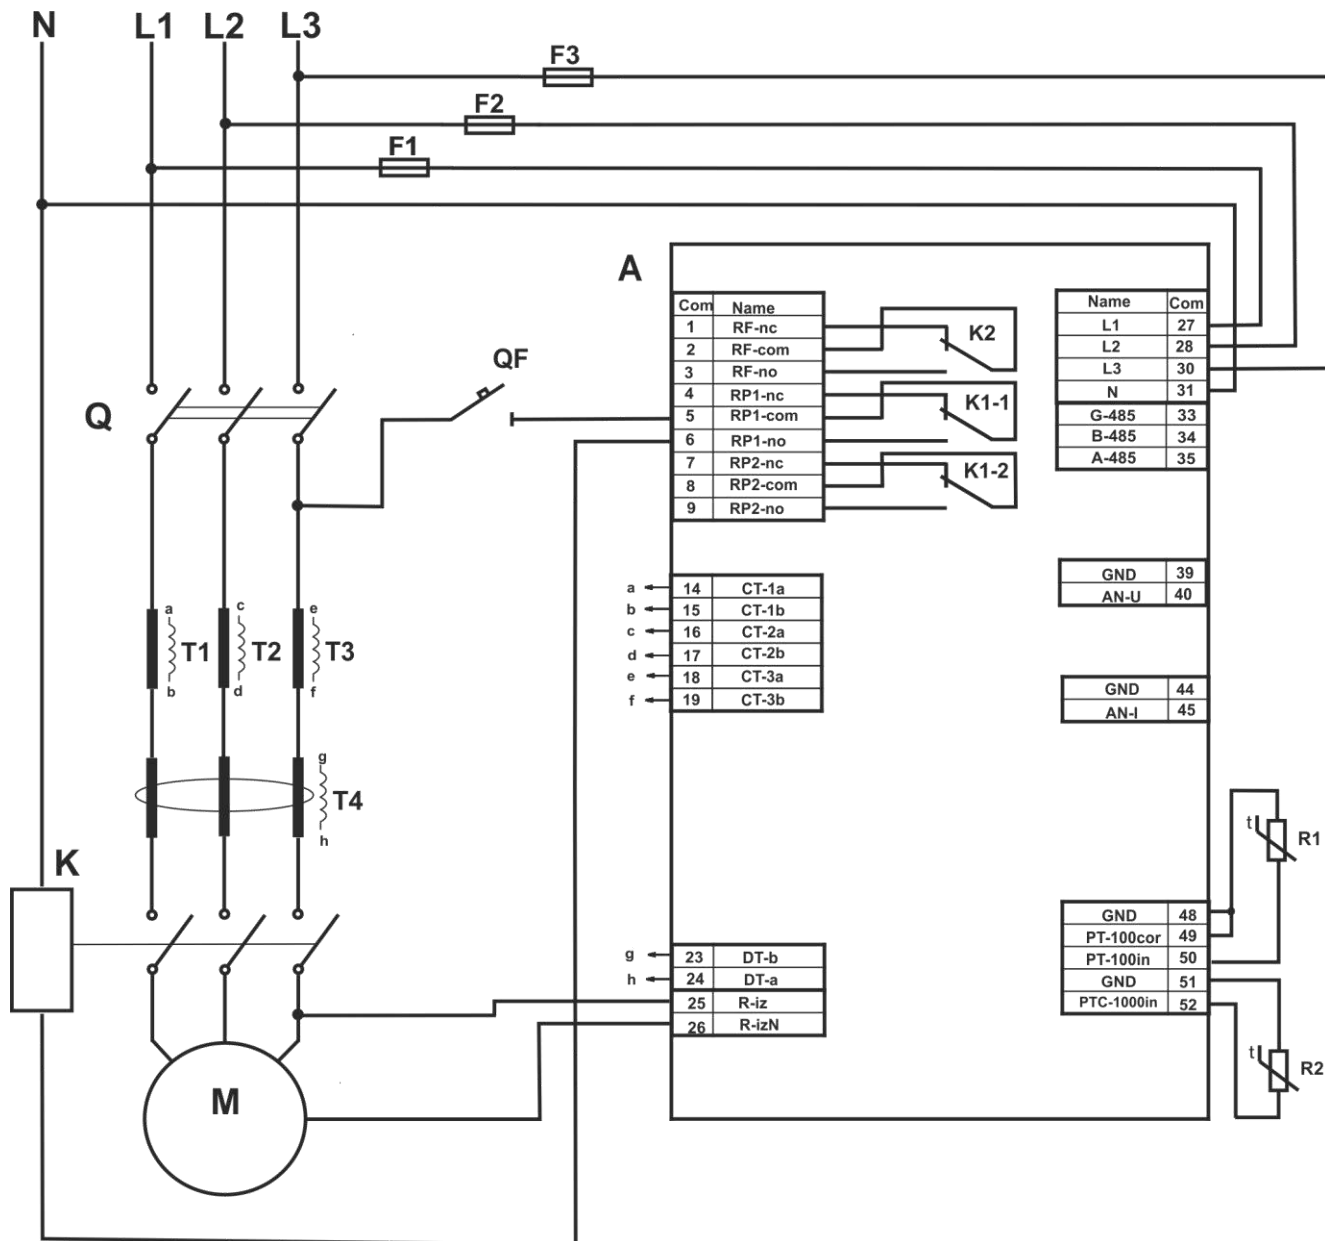 N L1 L2 L3
F3
F2
F1
A
Com Name
1 RF-nc
2 RF-com
3 RF-no
4 RP1-nc
5 RP1-com
6 RP1-no
7 RP2-nc
8 RP2-com
9 RP2-no
K2
K1-1
K1-2
Name Com
L1 27
L2 28
L3 30
N 31
G-485 33
B-485 34
A-485 35
QF
Q
GND 39
AN-U 40
a 14 CT-1a
b 15 CT-1b
c 16 CT-2a
d 17 CT-2b
e 18 CT-3a
f 19 CT-3b
a c e
T1 T2 T3
b d f
GND 44
AN-I 45
g
T4
h
t R1
K
GND 48
PT-100cor 49
PT-100in 50
GND 51
PTC-1000in 52
g 23 DT-b
h 24 DT-a
25 R-iz
26 R-izN
t R2
M